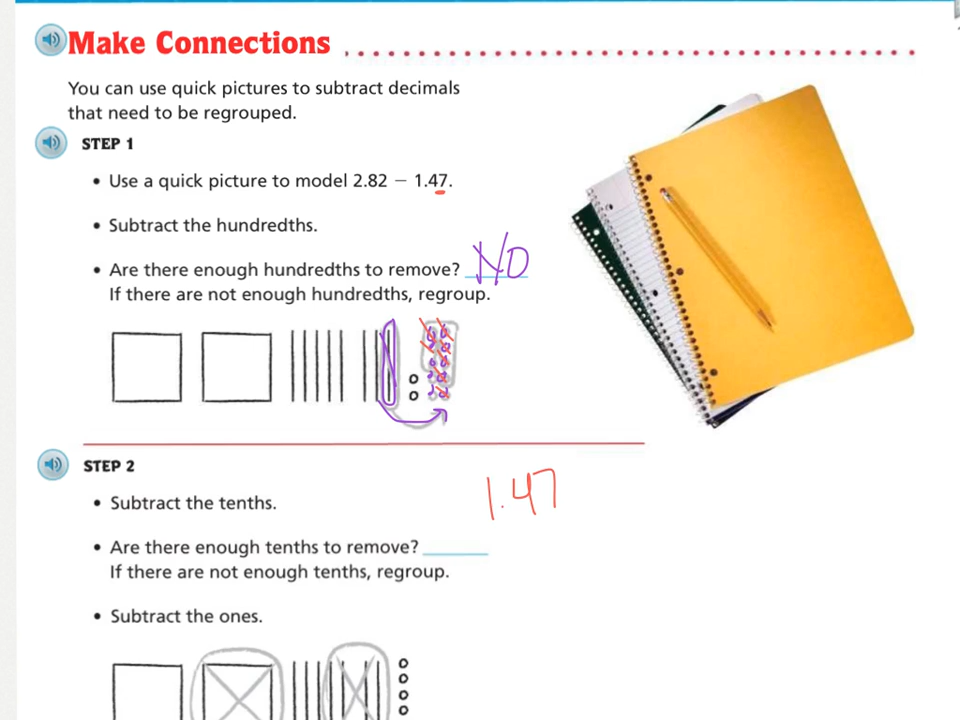 Make Connections
You can use quick pictures to subtract decimals
that need to be regrouped.
STEP 1
• Use a quick picture to model 2.82 − 1.47.
• Subtract the hundredths.
• Are there enough hundredths to remove? NO
If there are not enough hundredths, regroup.
STEP 2
• Subtract the tenths.
1.47
• Are there enough tenths to remove?
If there are not enough tenths, regroup.
• Subtract the ones.